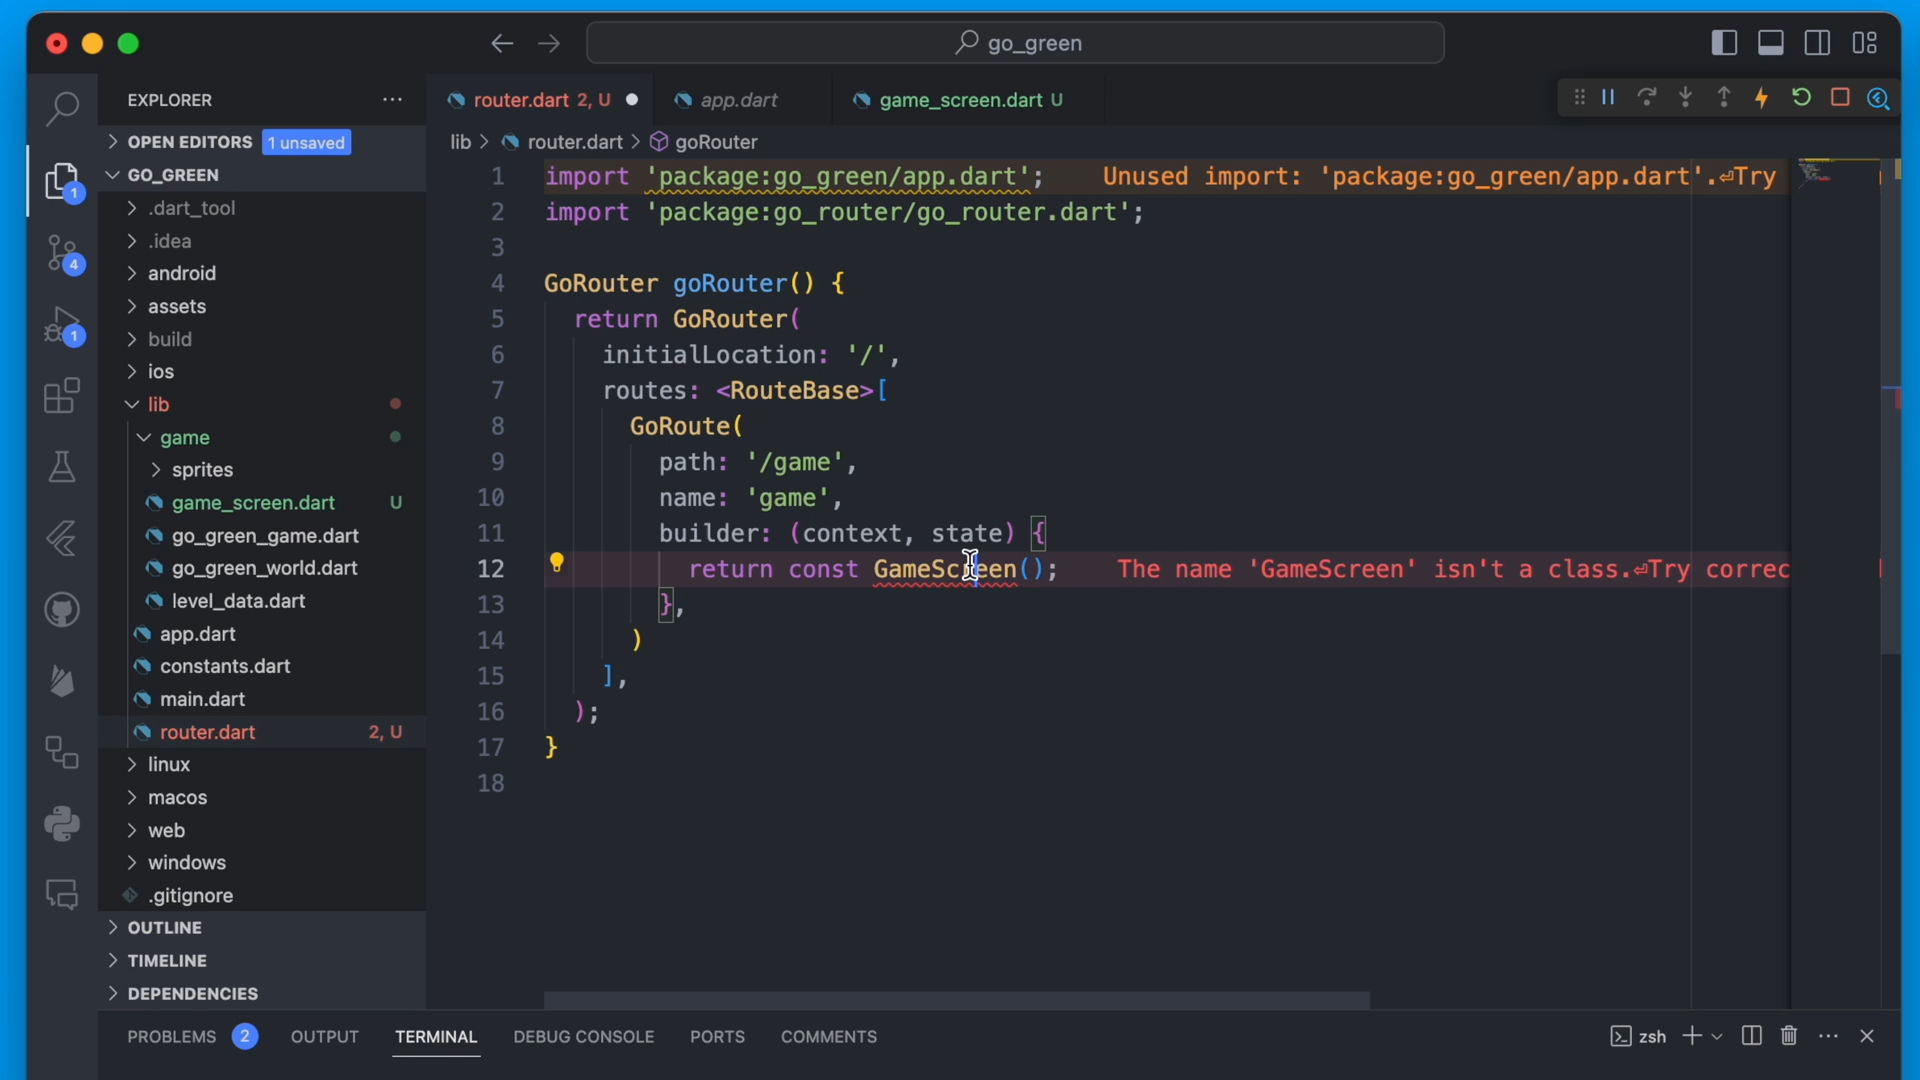 go_green
EXPLORER
OPEN EDITORS 1 unsaved
GO_GREEN
.dart_tool
.idea
android
assets
build
ios
lib
game
sprites
game_screen.dart U
go_green_game.dart
go_green_world.dart
level_data.dart
app.dart
constants.dart
main.dart
router.dart 2, U
linux
macos
web
windows
.gitignore
OUTLINE
TIMELINE
DEPENDENCIES
1
4
1
router.dart 2, U
app.dart
game_screen.dart U
lib > router.dart > goRouter
1 import 'package:go_green/app.dart'; Unused import: 'package:go_green/app.dart'.⏎Try
2 import 'package:go_router/go_router.dart';
3
4 GoRouter goRouter() {
5 return GoRouter(
6 initialLocation: '/',
7 routes: <RouteBase>[
8 GoRoute(
9 path: '/game',
10 name: 'game',
11 builder: (context, state) {
12 return const GameScreen(); The name 'GameScreen' isn't a class.⏎Try correc
13 },
14 )
15 ],
16 );
17 }
18
PROBLEMS 2 OUTPUT TERMINAL DEBUG CONSOLE PORTS COMMENTS
zsh